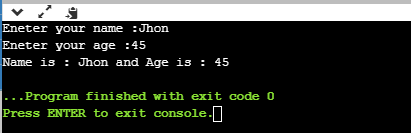 Eneter your name :Jhon
Eneter your age :45
Name is : Jhon and Age is : 45
...Program finished with exit code 0
Press ENTER to exit console.